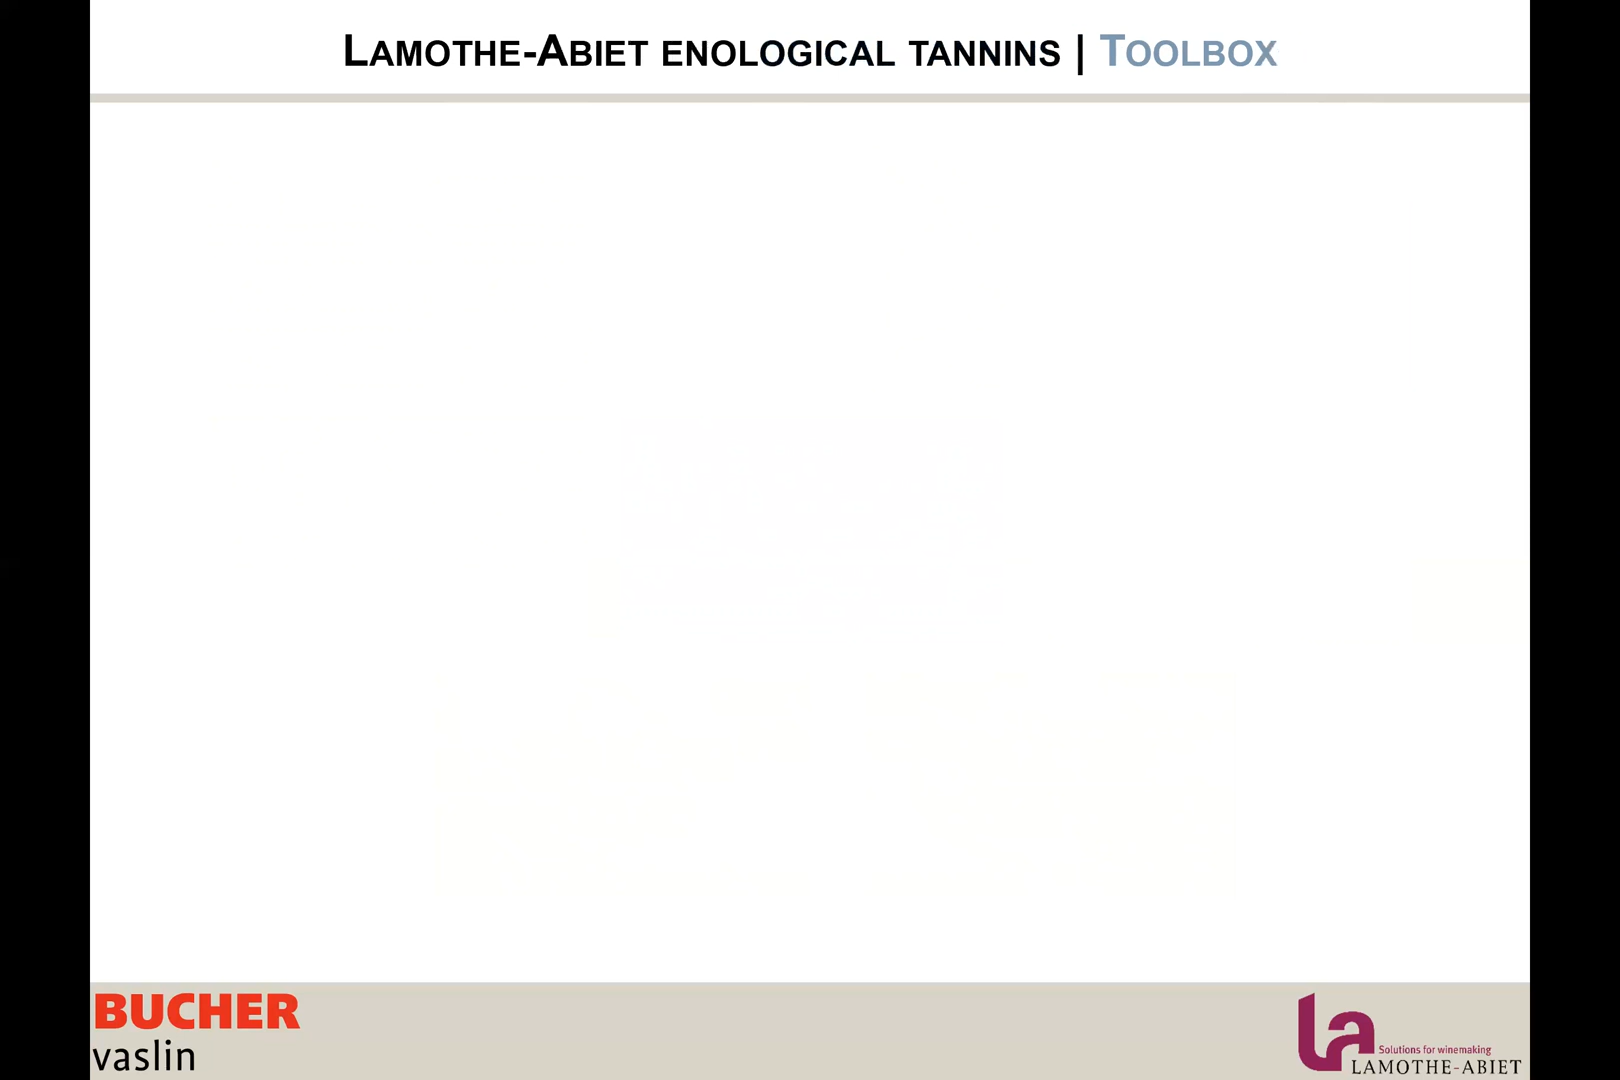 LAMOTHE-ABIET ENOLOGICAL TANNINS | TOOLBOX
BUCHER
vaslin
Solutions for winemaking
LAMOTHE-ABIET